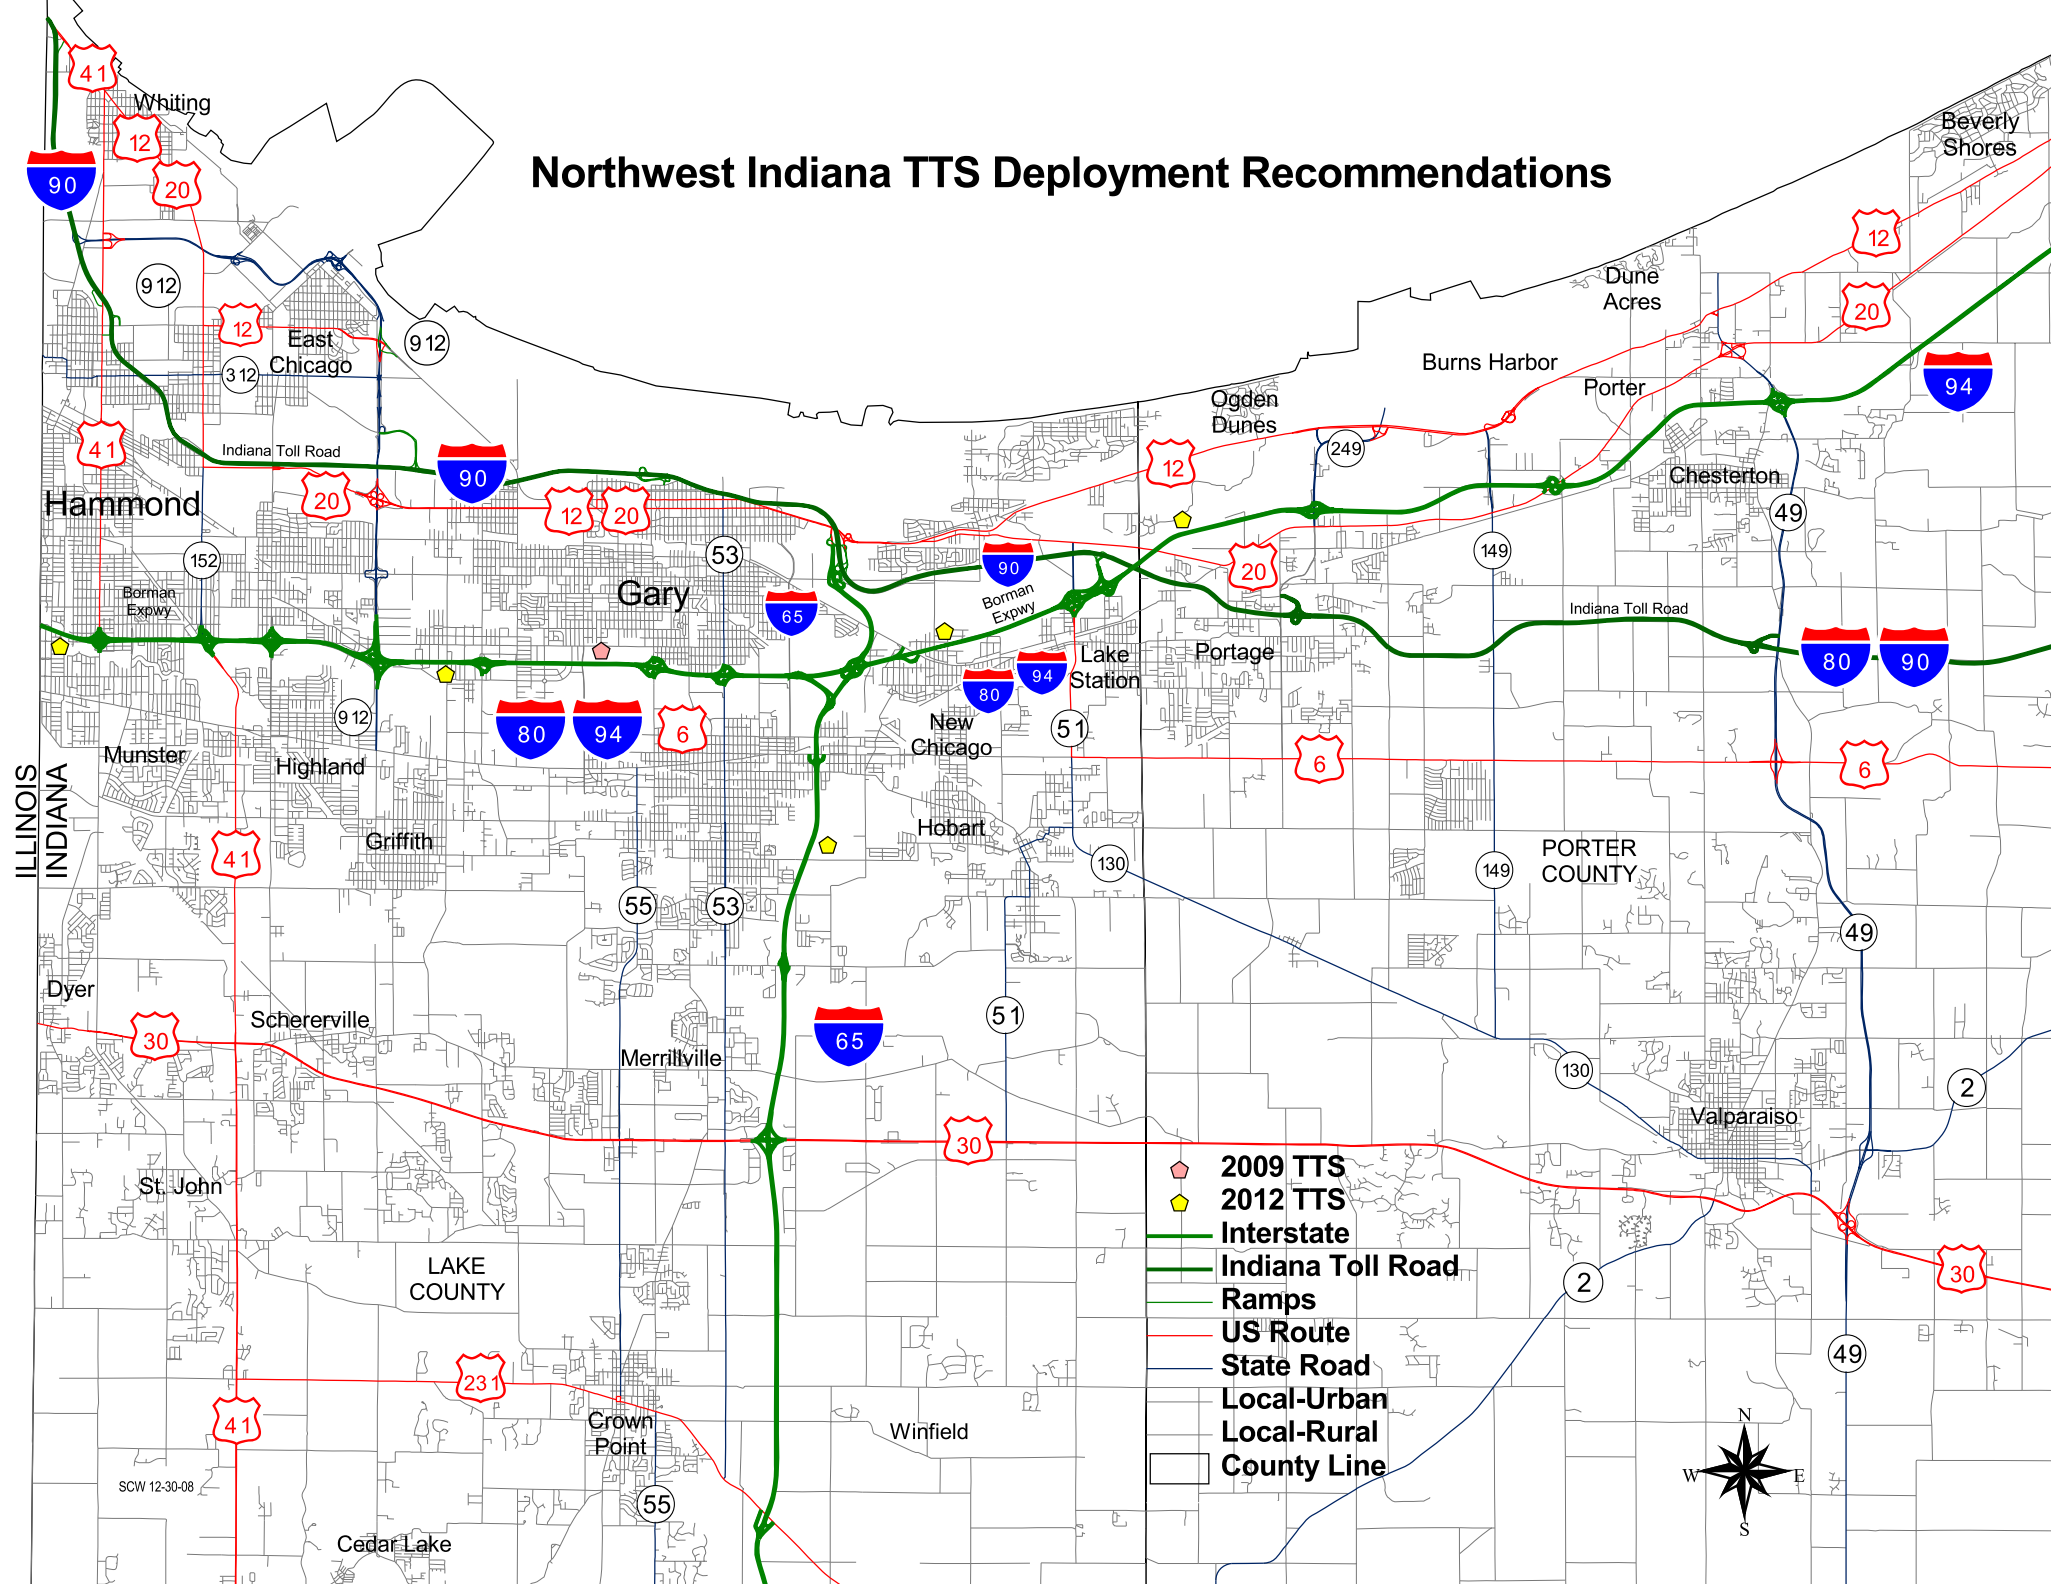 41
Whiting
12
Beverly
Shores
Northwest Indiana TTS Deployment Recommendations
90
20
12
912
Dune
Acres
20
12
East
Chicago
912
312
Burns Harbor
94
Porter
Ogden
Dunes
41
Indiana Toll Road
249
90
12
Chesterton
Hammond
20
12
20
49
152
53
149
90
20
Borman
Expwy
Gary
Borman
Expwy
65
Indiana Toll Road
Lake
Station
Portage
80
90
94
80
912
51
New
Chicago
80
94
6
Munster
Highland
6
6
ILLINOIS
INDIANA
Griffith
Hobart
41
130
PORTER
COUNTY
149
55
53
49
Dyer
Schererville
30
51
65
Merrillville
130
2
Valparaiso
30
St. John
2009 TTS
2012 TTS
Interstate
Indiana Toll Road
Ramps
US Route
State Road
Local-Urban
Local-Rural
County Line
LAKE
COUNTY
2
30
49
231
41
Crown
Point
Winfield
N
W
E
S
SCW 12-30-08
55
Cedar Lake